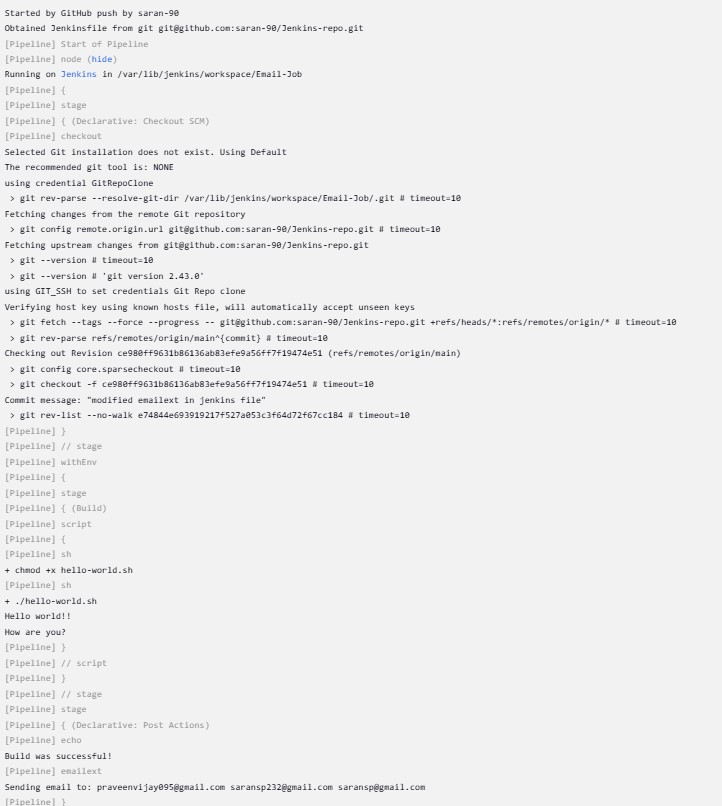 Started by GitHub push by saran-90
Obtained Jenkinsfile from git git@github.com:saran-90/Jenkins-repo.git
[Pipeline] Start of Pipeline
[Pipeline] node (hide)
Running on Jenkins in /var/lib/jenkins/workspace/Email-Job
[Pipeline] {
[Pipeline] stage
[Pipeline] { (Declarative: Checkout SCM)
[Pipeline] checkout
Selected Git installation does not exist. Using Default
The recommended git tool is: NONE
using credential GitRepoClone
 > git rev-parse --resolve-git-dir /var/lib/jenkins/workspace/Email-Job/.git # timeout=10
Fetching changes from the remote Git repository
 > git config remote.origin.url git@github.com:saran-90/Jenkins-repo.git # timeout=10
Fetching upstream changes from git@github.com:saran-90/Jenkins-repo.git
 > git --version # timeout=10
 > git --version # 'git version 2.43.0'
using GIT_SSH to set credentials Git Repo clone
Verifying host key using known hosts file, will automatically accept unseen keys
 > git fetch --tags --force --progress -- git@github.com:saran-90/Jenkins-repo.git +refs/heads/*:refs/remotes/origin/* # timeout=10
 > git rev-parse refs/remotes/origin/main^{commit} # timeout=10
Checking out Revision ce980ff9631b86136ab83efe9a56ff7f19474e51 (refs/remotes/origin/main)
 > git config core.sparsecheckout # timeout=10
 > git checkout -f ce980ff9631b86136ab83efe9a56ff7f19474e51 # timeout=10
Commit message: "modified emailext in jenkins file"
 > git rev-list --no-walk e74844e693919217f527a053c3f64d72f67cc184 # timeout=10
[Pipeline] }
[Pipeline] // stage
[Pipeline] withEnv
[Pipeline] {
[Pipeline] stage
[Pipeline] { (Build)
[Pipeline] script
[Pipeline] {
[Pipeline] sh
+ chmod +x hello-world.sh
[Pipeline] sh
+ ./hello-world.sh
Hello world!!
How are you?
[Pipeline] }
[Pipeline] // script
[Pipeline] }
[Pipeline] // stage
[Pipeline] stage
[Pipeline] { (Declarative: Post Actions)
[Pipeline] echo
Build was successful!
[Pipeline] emailext
Sending email to: praveenvijay095@gmail.com saransp232@gmail.com saransp@gmail.com
[Pipeline] }